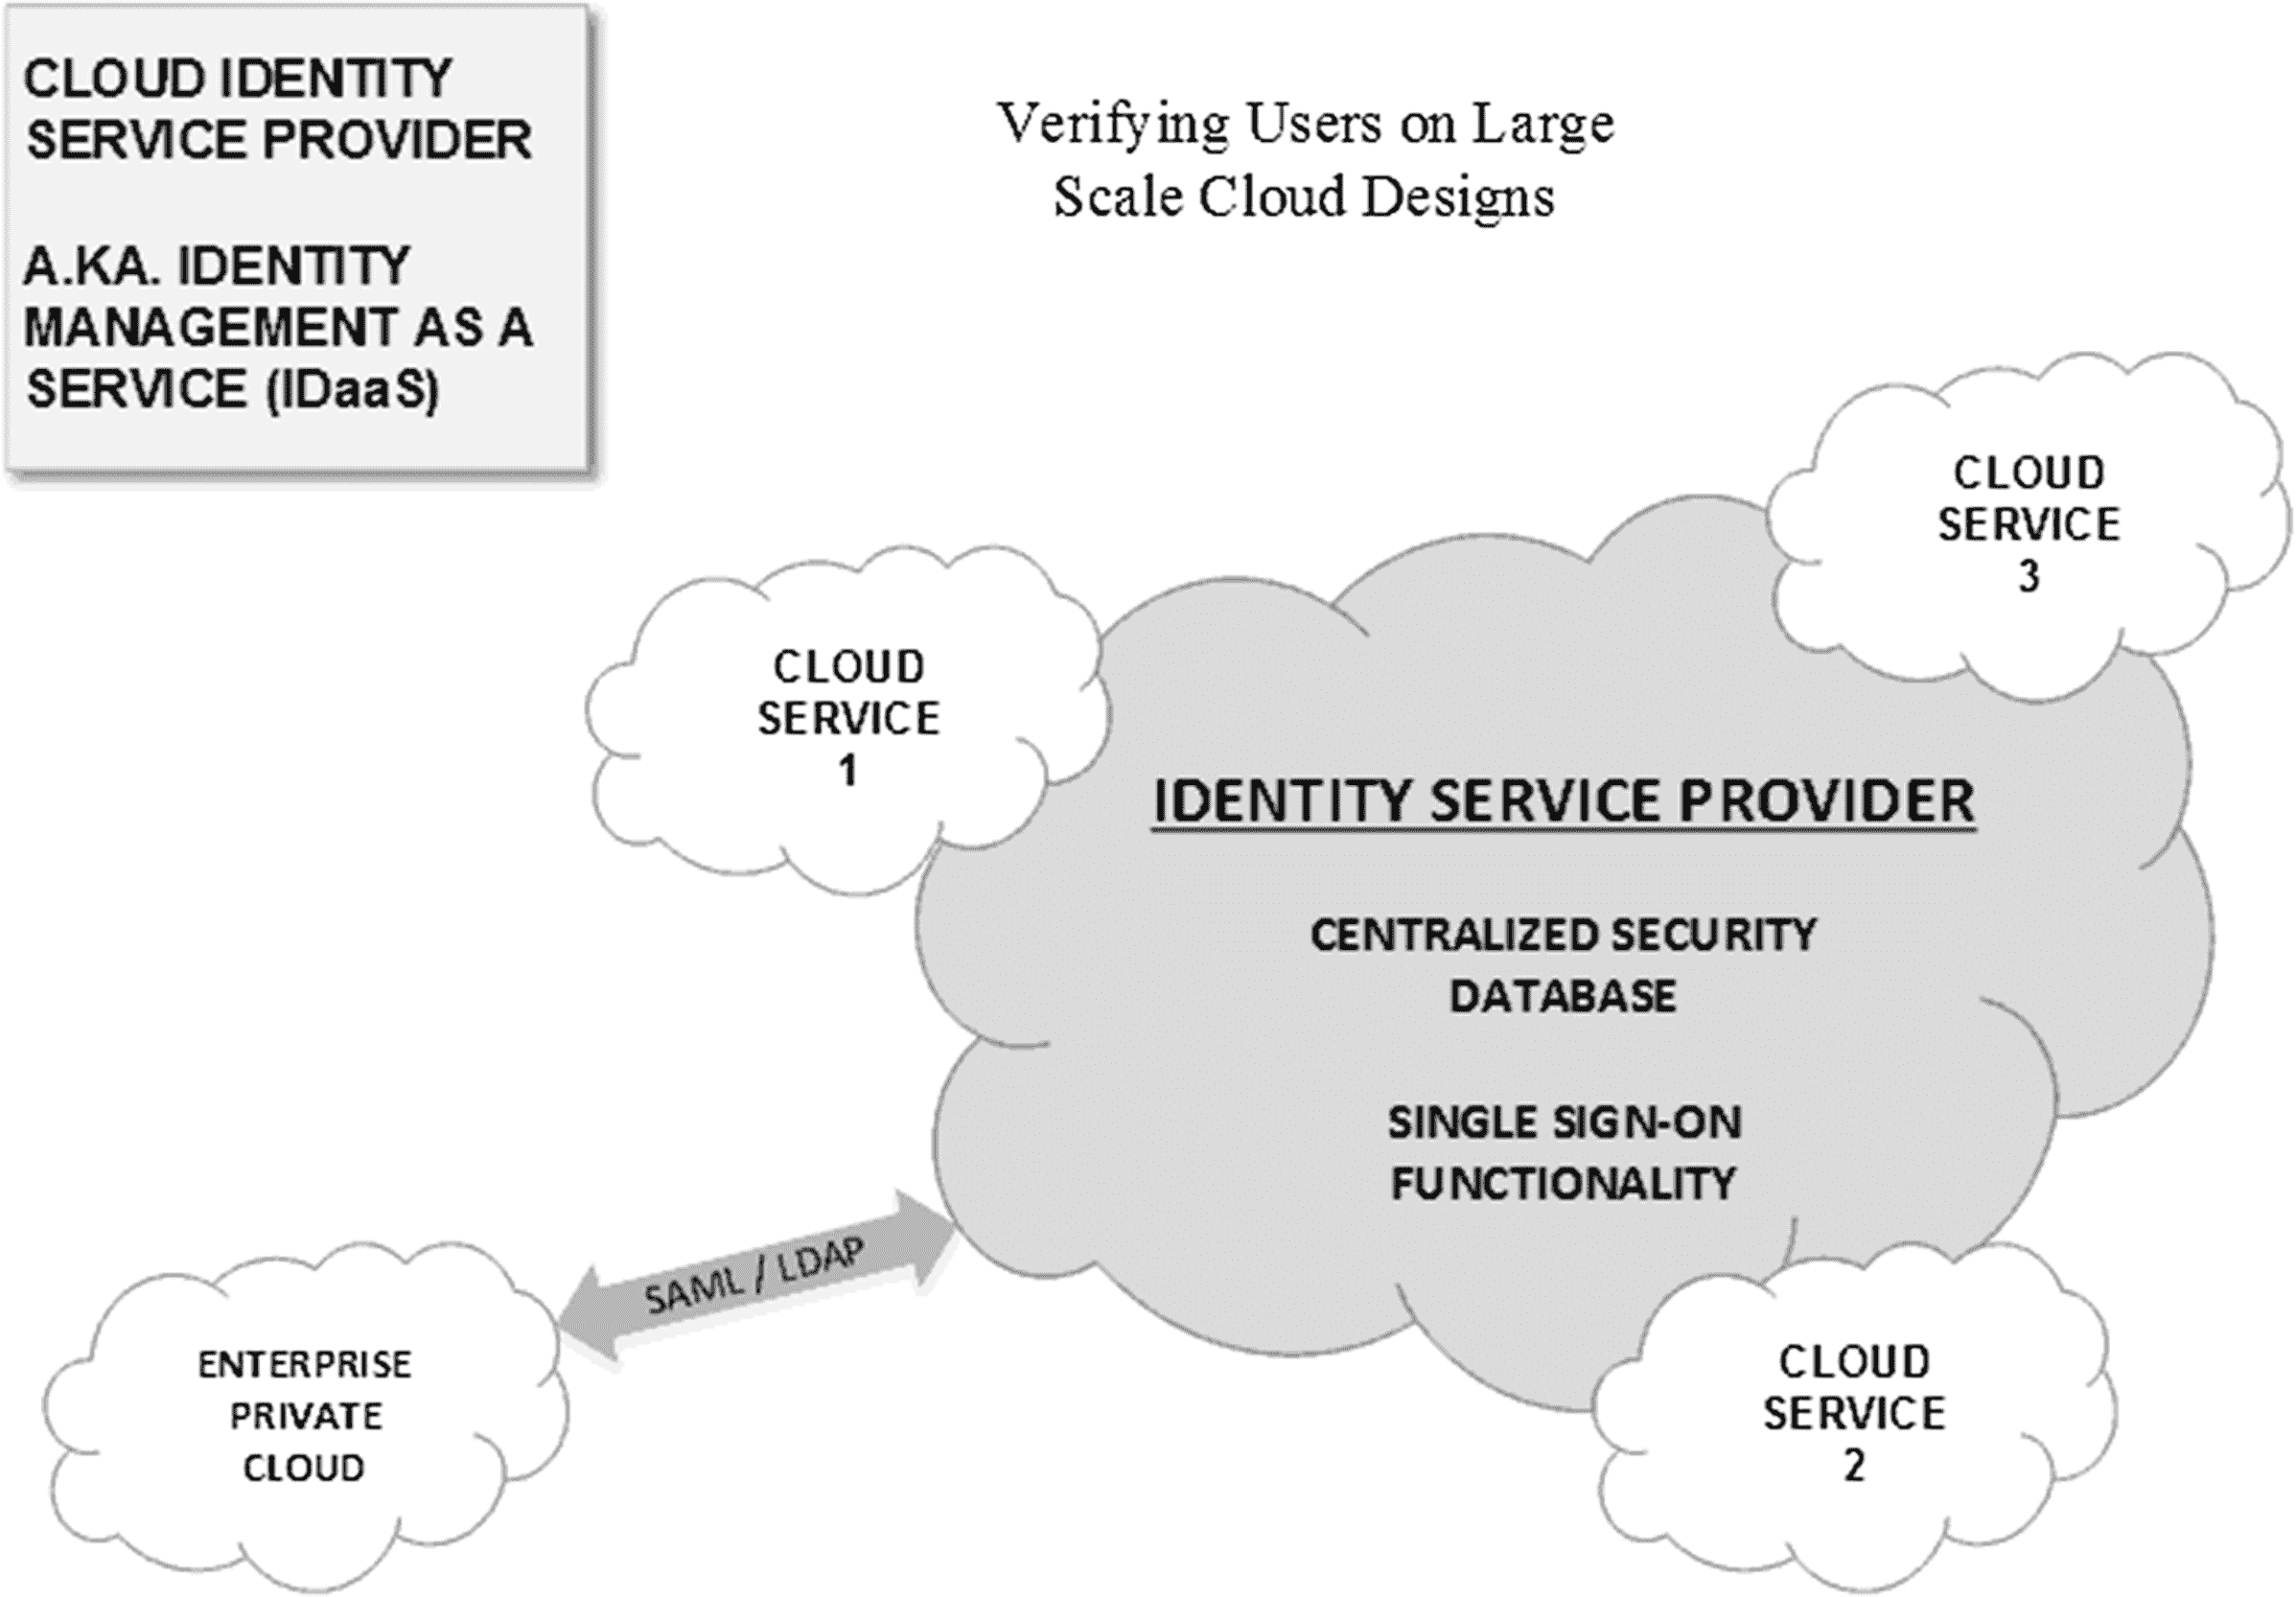 CLOUD IDENTITY
SERVICE PROVIDER
A.KA. IDENTITY
MANAGEMENT AS A
SERVICE (IDaaS)
Verifying Users on Large
Scale Cloud Designs
CLOUD
SERVICE
3
CLOUD
SERVICE
1
IDENTITY SERVICE PROVIDER
CENTRALIZED SECURITY
DATABASE
SINGLE SIGN-ON
FUNCTIONALITY
SAML / LDAP
ENTERPRISE
PRIVATE
CLOUD
CLOUD
SERVICE
2